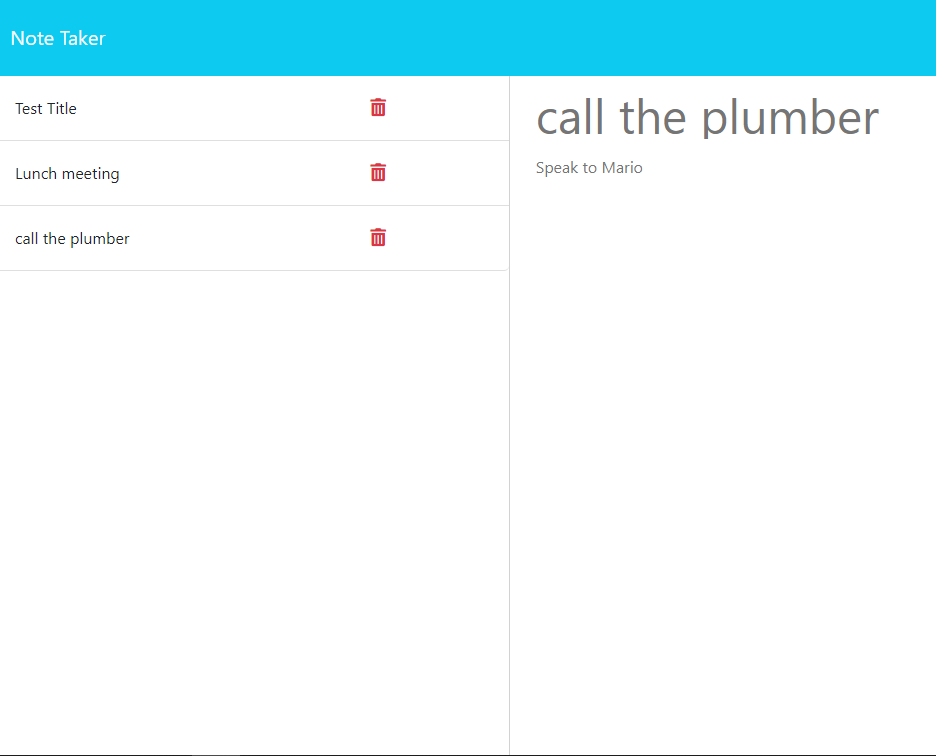 Note Taker
Test Title
Lunch meeting
call the plumber
call the plumber
Speak to Mario